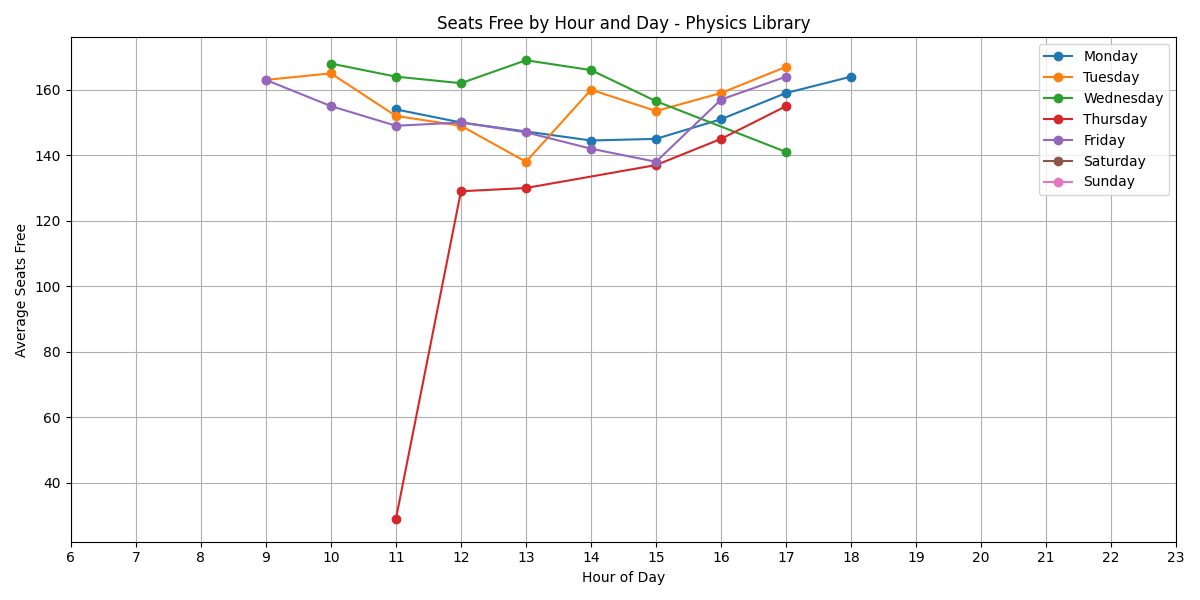 Seats Free by Hour and Day - Physics Library
Monday
Tuesday
Wednesday
Thursday
Friday
Saturday
Sunday
Average Seats Free
160
140
120
100
80
60
40
6 7 8 9 10 11 12 13 14 15 16 17 18 19 20 21 22 23
Hour of Day